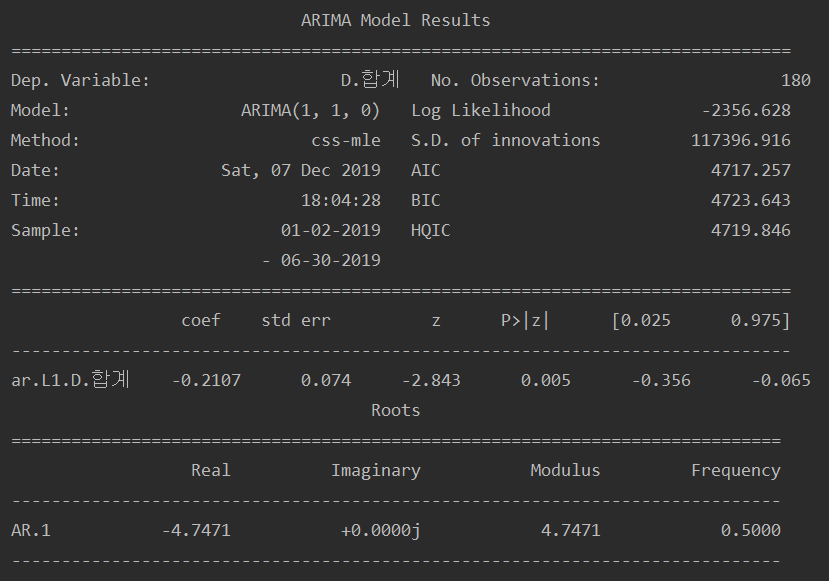 ARIMA Model Results
==============================================================================
Dep. Variable: D.합계 No. Observations: 180
Model: ARIMA(1, 1, 0) Log Likelihood -2356.628
Method: css-mle S.D. of innovations 117396.916
Date: Sat, 07 Dec 2019 AIC 4717.257
Time: 18:04:28 BIC 4723.643
Sample: 01-02-2019 HQIC 4719.846
- 06-30-2019
==============================================================================
coef std err z P>|z| [0.025 0.975]
------------------------------------------------------------------------------
ar.L1.D.합계 -0.2107 0.074 -2.843 0.005 -0.356 -0.065
Roots
=============================================================================
Real Imaginary Modulus Frequency
-----------------------------------------------------------------------------
AR.1 -4.7471 +0.0000j 4.7471 0.5000
-----------------------------------------------------------------------------